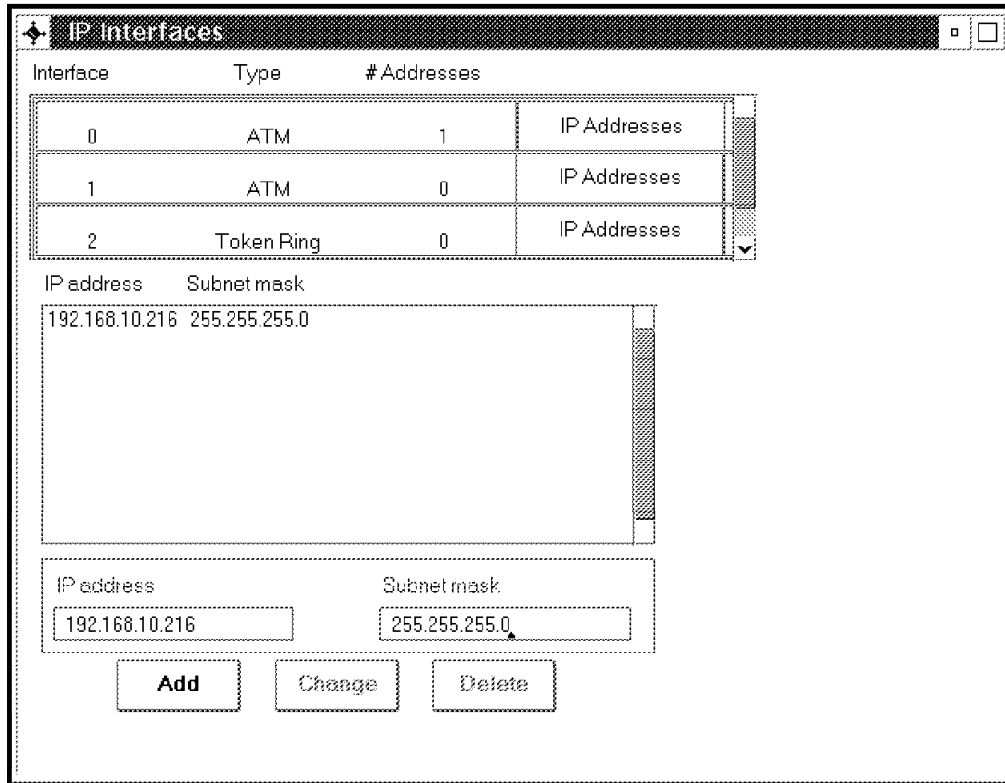 IP Interfaces
Interface Type # Addresses
0 ATM 1 IP Addresses
1 ATM 0 IP Addresses
2 Token Ring 0 IP Addresses
IP address Subnet mask
192.168.10.216 255.255.255.0
IP address Subnet mask
192.168.10.216 255.255.255.0
Add Change Delete